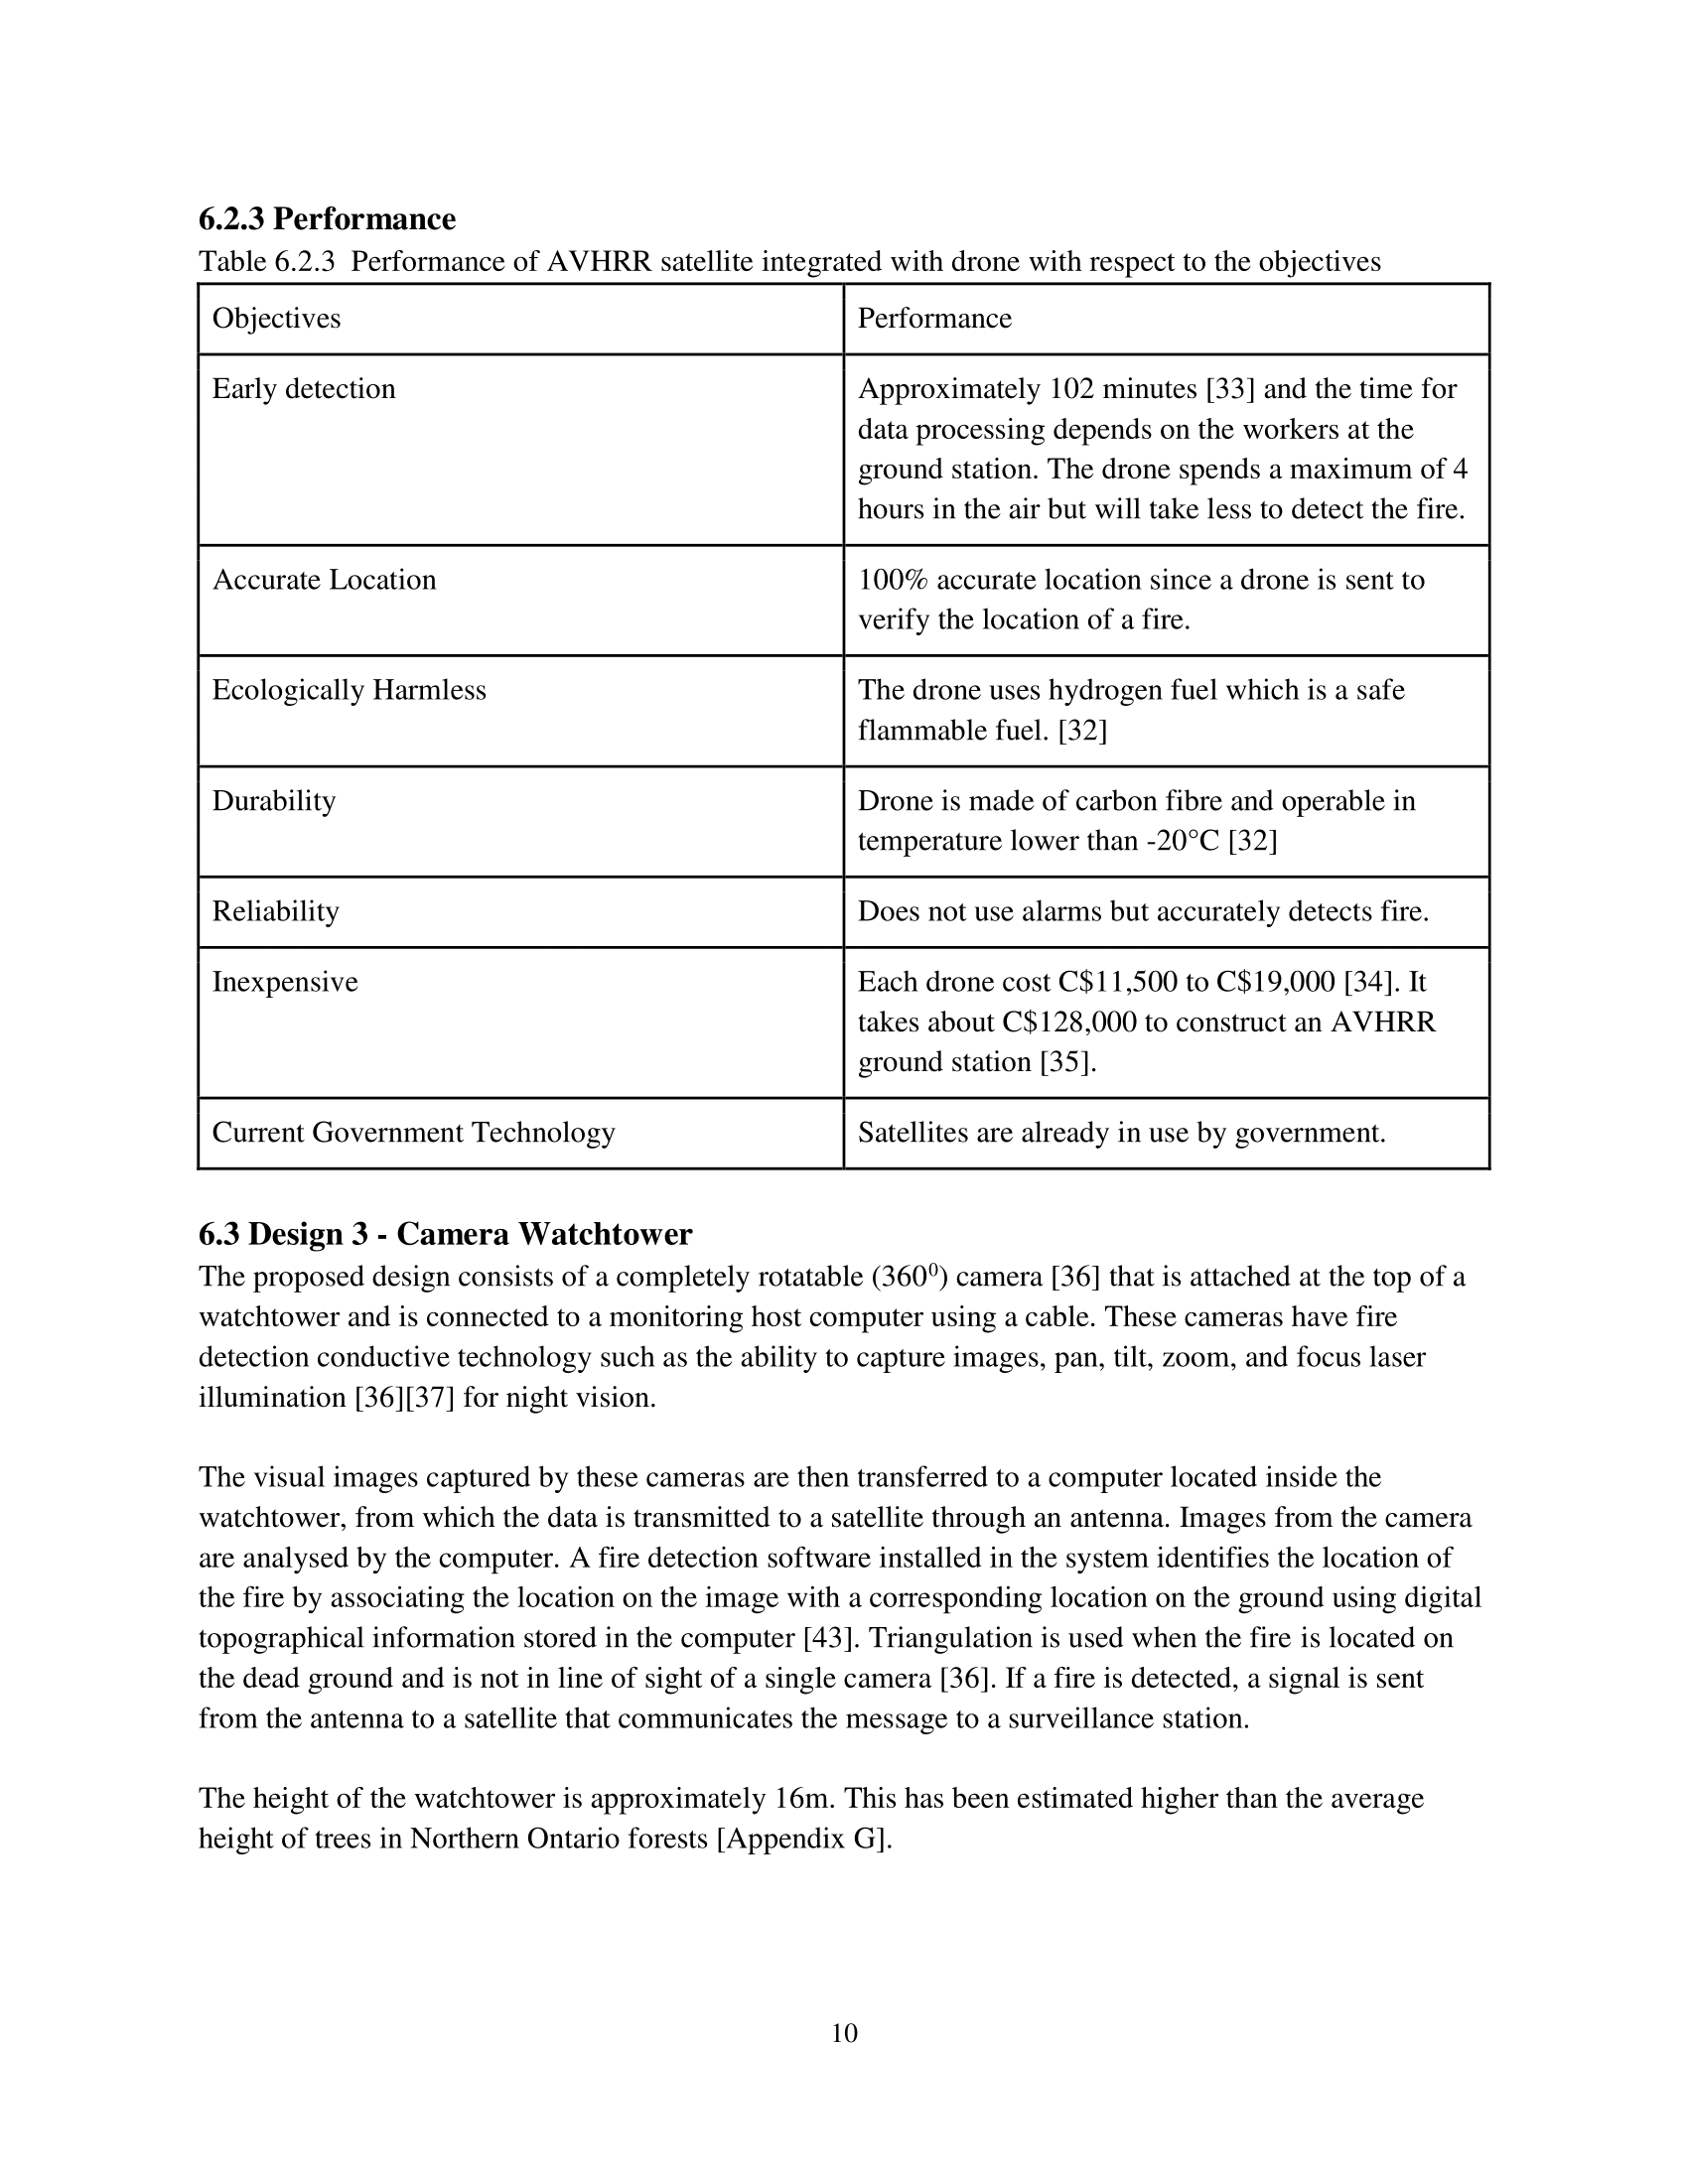 6.2.3 Performance
Table 6.2.3  Performance of AVHRR satellite integrated with drone with respect to the objectives
Objectives
Performance
Early detection
Approximately 102 minutes [33] and the time for
data processing depends on the workers at the
ground station. The drone spends a maximum of 4
hours in the air but will take less to detect the fire.
Accurate Location
100% accurate location since a drone is sent to
verify the location of a fire.
Ecologically Harmless
The drone uses hydrogen fuel which is a safe
flammable fuel. [32]
Durability
Drone is made of carbon fibre and operable in
temperature lower than -20°C [32]
Reliability
Does not use alarms but accurately detects fire.
Inexpensive
Each drone cost C$11,500 to C$19,000 [34]. It
takes about C$128,000 to construct an AVHRR
ground station [35].
Current Government Technology
Satellites are already in use by government.
6.3 Design 3 - Camera Watchtower
The proposed design consists of a completely rotatable (360⁰) camera [36] that is attached at the top of a
watchtower and is connected to a monitoring host computer using a cable. These cameras have fire
detection conductive technology such as the ability to capture images, pan, tilt, zoom, and focus laser
illumination [36][37] for night vision.
The visual images captured by these cameras are then transferred to a computer located inside the
watchtower, from which the data is transmitted to a satellite through an antenna. Images from the camera
are analysed by the computer. A fire detection software installed in the system identifies the location of
the fire by associating the location on the image with a corresponding location on the ground using digital
topographical information stored in the computer [43]. Triangulation is used when the fire is located on
the dead ground and is not in line of sight of a single camera [36]. If a fire is detected, a signal is sent
from the antenna to a satellite that communicates the message to a surveillance station.
The height of the watchtower is approximately 16m. This has been estimated higher than the average
height of trees in Northern Ontario forests [Appendix G].
10